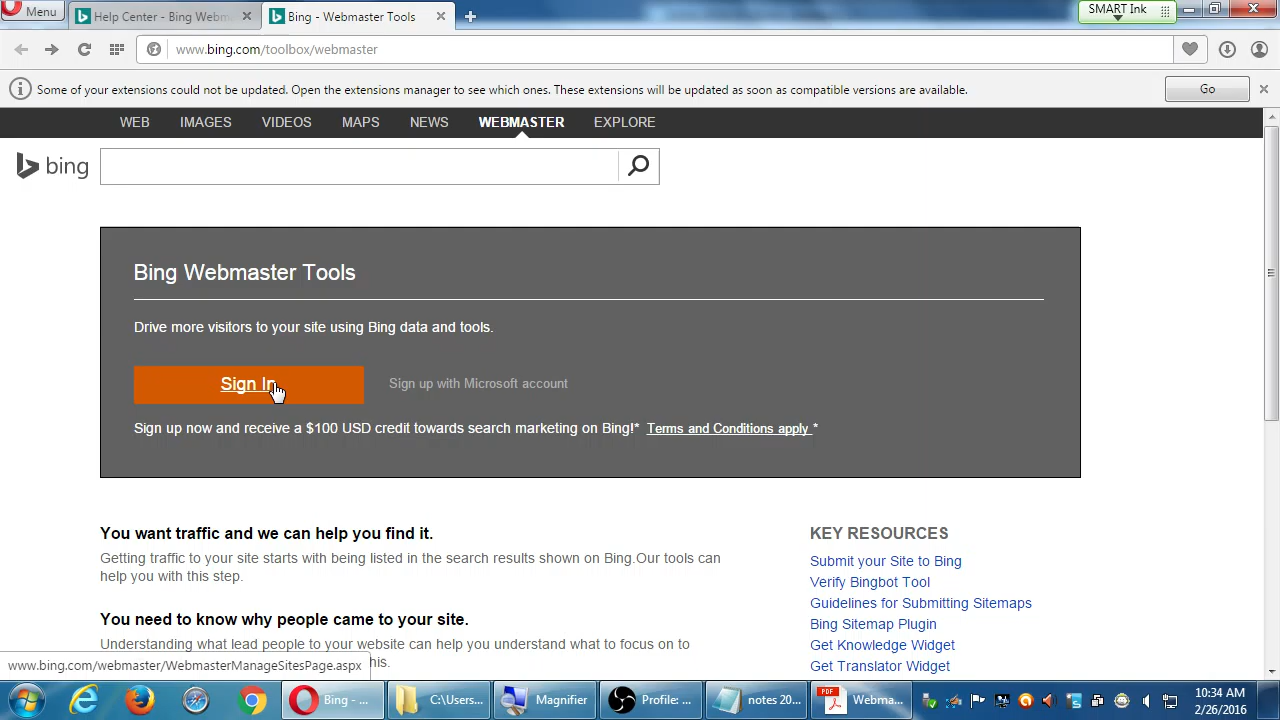 Menu
Help Center - Bing Webm
Bing - Webmaster Tools
SMART Ink
www.bing.com/toolbox/webmaster
Some of your extensions could not be updated. Open the extensions manager to see which ones. These extensions will be updated as soon as compatible versions are available.
Go
WEB IMAGES VIDEOS MAPS NEWS WEBMASTER EXPLORE
bing
Bing Webmaster Tools
Drive more visitors to your site using Bing data and tools.
Sign In
Sign up with Microsoft account
Sign up now and receive a $100 USD credit towards search marketing on Bing!* Terms and Conditions apply *
You want traffic and we can help you find it.
Getting traffic to your site starts with being listed in the search results shown on Bing.Our tools can
help you with this step.
You need to know why people came to your site.
Understanding what lead people to your website can help you understand what to focus on to
his.
KEY RESOURCES
Submit your Site to Bing
Verify Bingbot Tool
Guidelines for Submitting Sitemaps
Bing Sitemap Plugin
Get Knowledge Widget
Get Translator Widget
www.bing.com/webmaster/WebmasterManageSitesPage.aspx
Bing - ...
C:\Users...
Magnifier
Profile: ...
notes 20...
PDF
Webma...
10:34 AM
2/26/2016